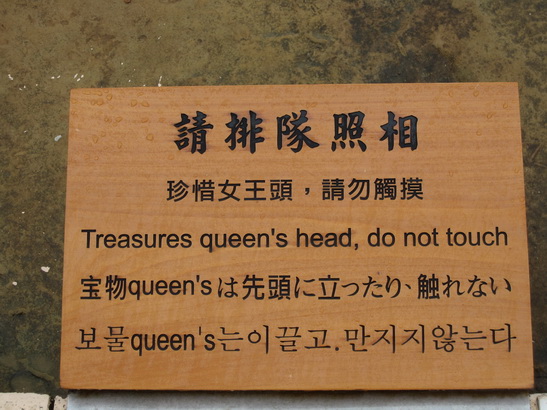 請排隊照相
珍惜女王頭，請勿觸摸
Treasures queen's head, do not touch
宝物queen'sは先頭に立ったり、触れない
보물queen's는이끌고.만지지않는다